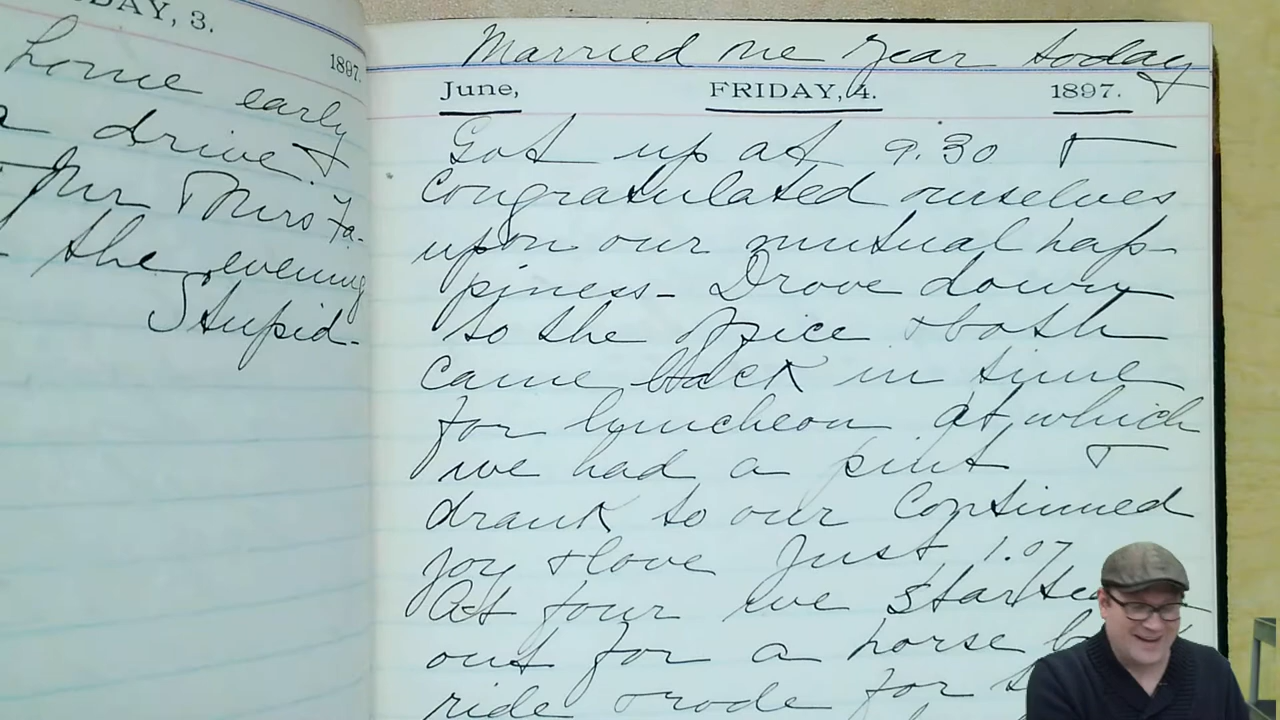 DAY, 3.
1897.
home early
a drive &
Mr & Mrs Fa-
the evening
Stupid-
Married one year today
June, FRIDAY, 4. 1897.
Got up at 9.30 &
congratulated ourselves
upon our mutual hap-
piness- Drove down
to the office & both
came back in time
for luncheon at which
we had a pint &
drank to our continued
joy & love Just 1.07
At four we started
out for a horse
ride & rode for